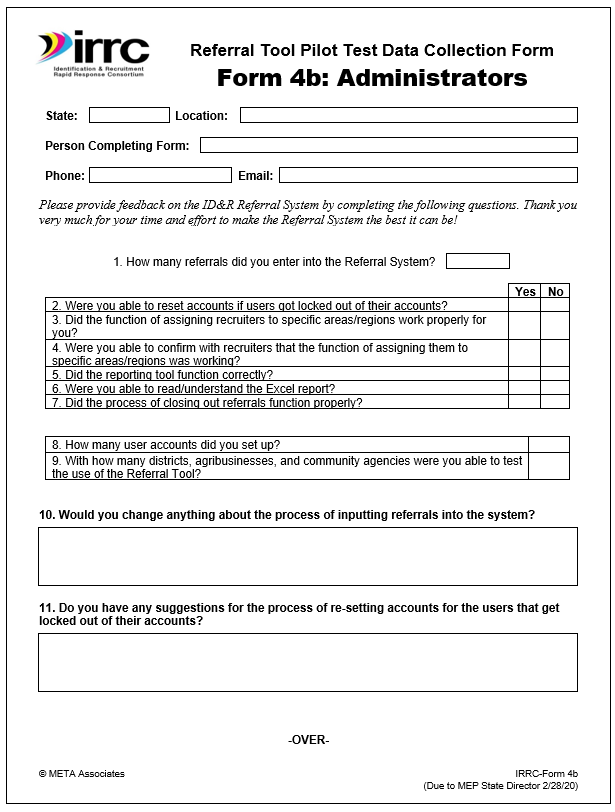 irrc
Identification & Recruitment
Rapid Response Consortium
Referral Tool Pilot Test Data Collection Form
Form 4b: Administrators
State: Location:
Person Completing Form:
Phone: Email:
Please provide feedback on the ID&R Referral System by completing the following questions. Thank you
very much for your time and effort to make the Referral System the best it can be!
1. How many referrals did you enter into the Referral System?
Yes No
2. Were you able to reset accounts if users got locked out of their accounts?
3. Did the function of assigning recruiters to specific areas/regions work properly for
you?
4. Were you able to confirm with recruiters that the function of assigning them to
specific areas/regions was working?
5. Did the reporting tool function correctly?
6. Were you able to read/understand the Excel report?
7. Did the process of closing out referrals function properly?
8. How many user accounts did you set up?
9. With how many districts, agribusinesses, and community agencies were you able to test
the use of the Referral Tool?
10. Would you change anything about the process of inputting referrals into the system?
11. Do you have any suggestions for the process of re-setting accounts for the users that get
locked out of their accounts?
-OVER-
© META Associates IRRC-Form 4b
(Due to MEP State Director 2/28/20)